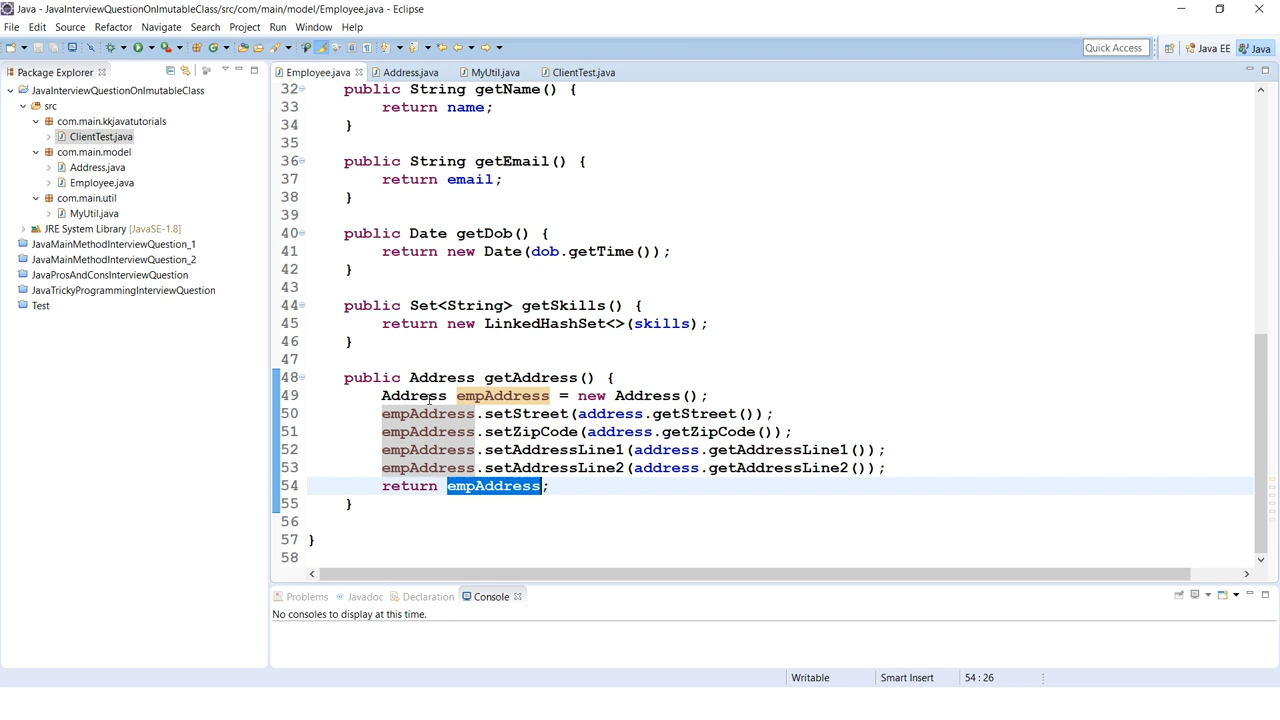 Java - JavaInterviewQuestionOnImutableClass/src/com/main/model/Employee.java - Eclipse
File Edit Source Refactor Navigate Search Project Run Window Help
Quick Access Java EE Java
Package Explorer
Employee.java Address.java MyUtil.java ClientTest.java
JavaInterviewQuestionOnImutableClass
src
com.main.kkjavatutorials
ClientTest.java
com.main.model
Address.java
Employee.java
com.main.util
MyUtil.java
JRE System Library [JavaSE-1.8]
JavaMainMethodInterviewQuestion_1
JavaMainMethodInterviewQuestion_2
JavaProsAndConsInterviewQuestion
JavaTrickyProgrammingInterviewQuestion
Test
32 public String getName() {
33 return name;
34 }
35
36 public String getEmail() {
37 return email;
38 }
39
40 public Date getDob() {
41 return new Date(dob.getTime());
42 }
43
44 public Set<String> getSkills() {
45 return new LinkedHashSet<>(skills);
46 }
47
48 public Address getAddress() {
49 Address empAddress = new Address();
50 empAddress.setStreet(address.getStreet());
51 empAddress.setZipCode(address.getZipCode());
52 empAddress.setAddressLine1(address.getAddressLine1());
53 empAddress.setAddressLine2(address.getAddressLine2());
54 return empAddress;
55 }
56
57 }
58
Problems Javadoc Declaration Console
No consoles to display at this time.
Writable Smart Insert 54 : 26